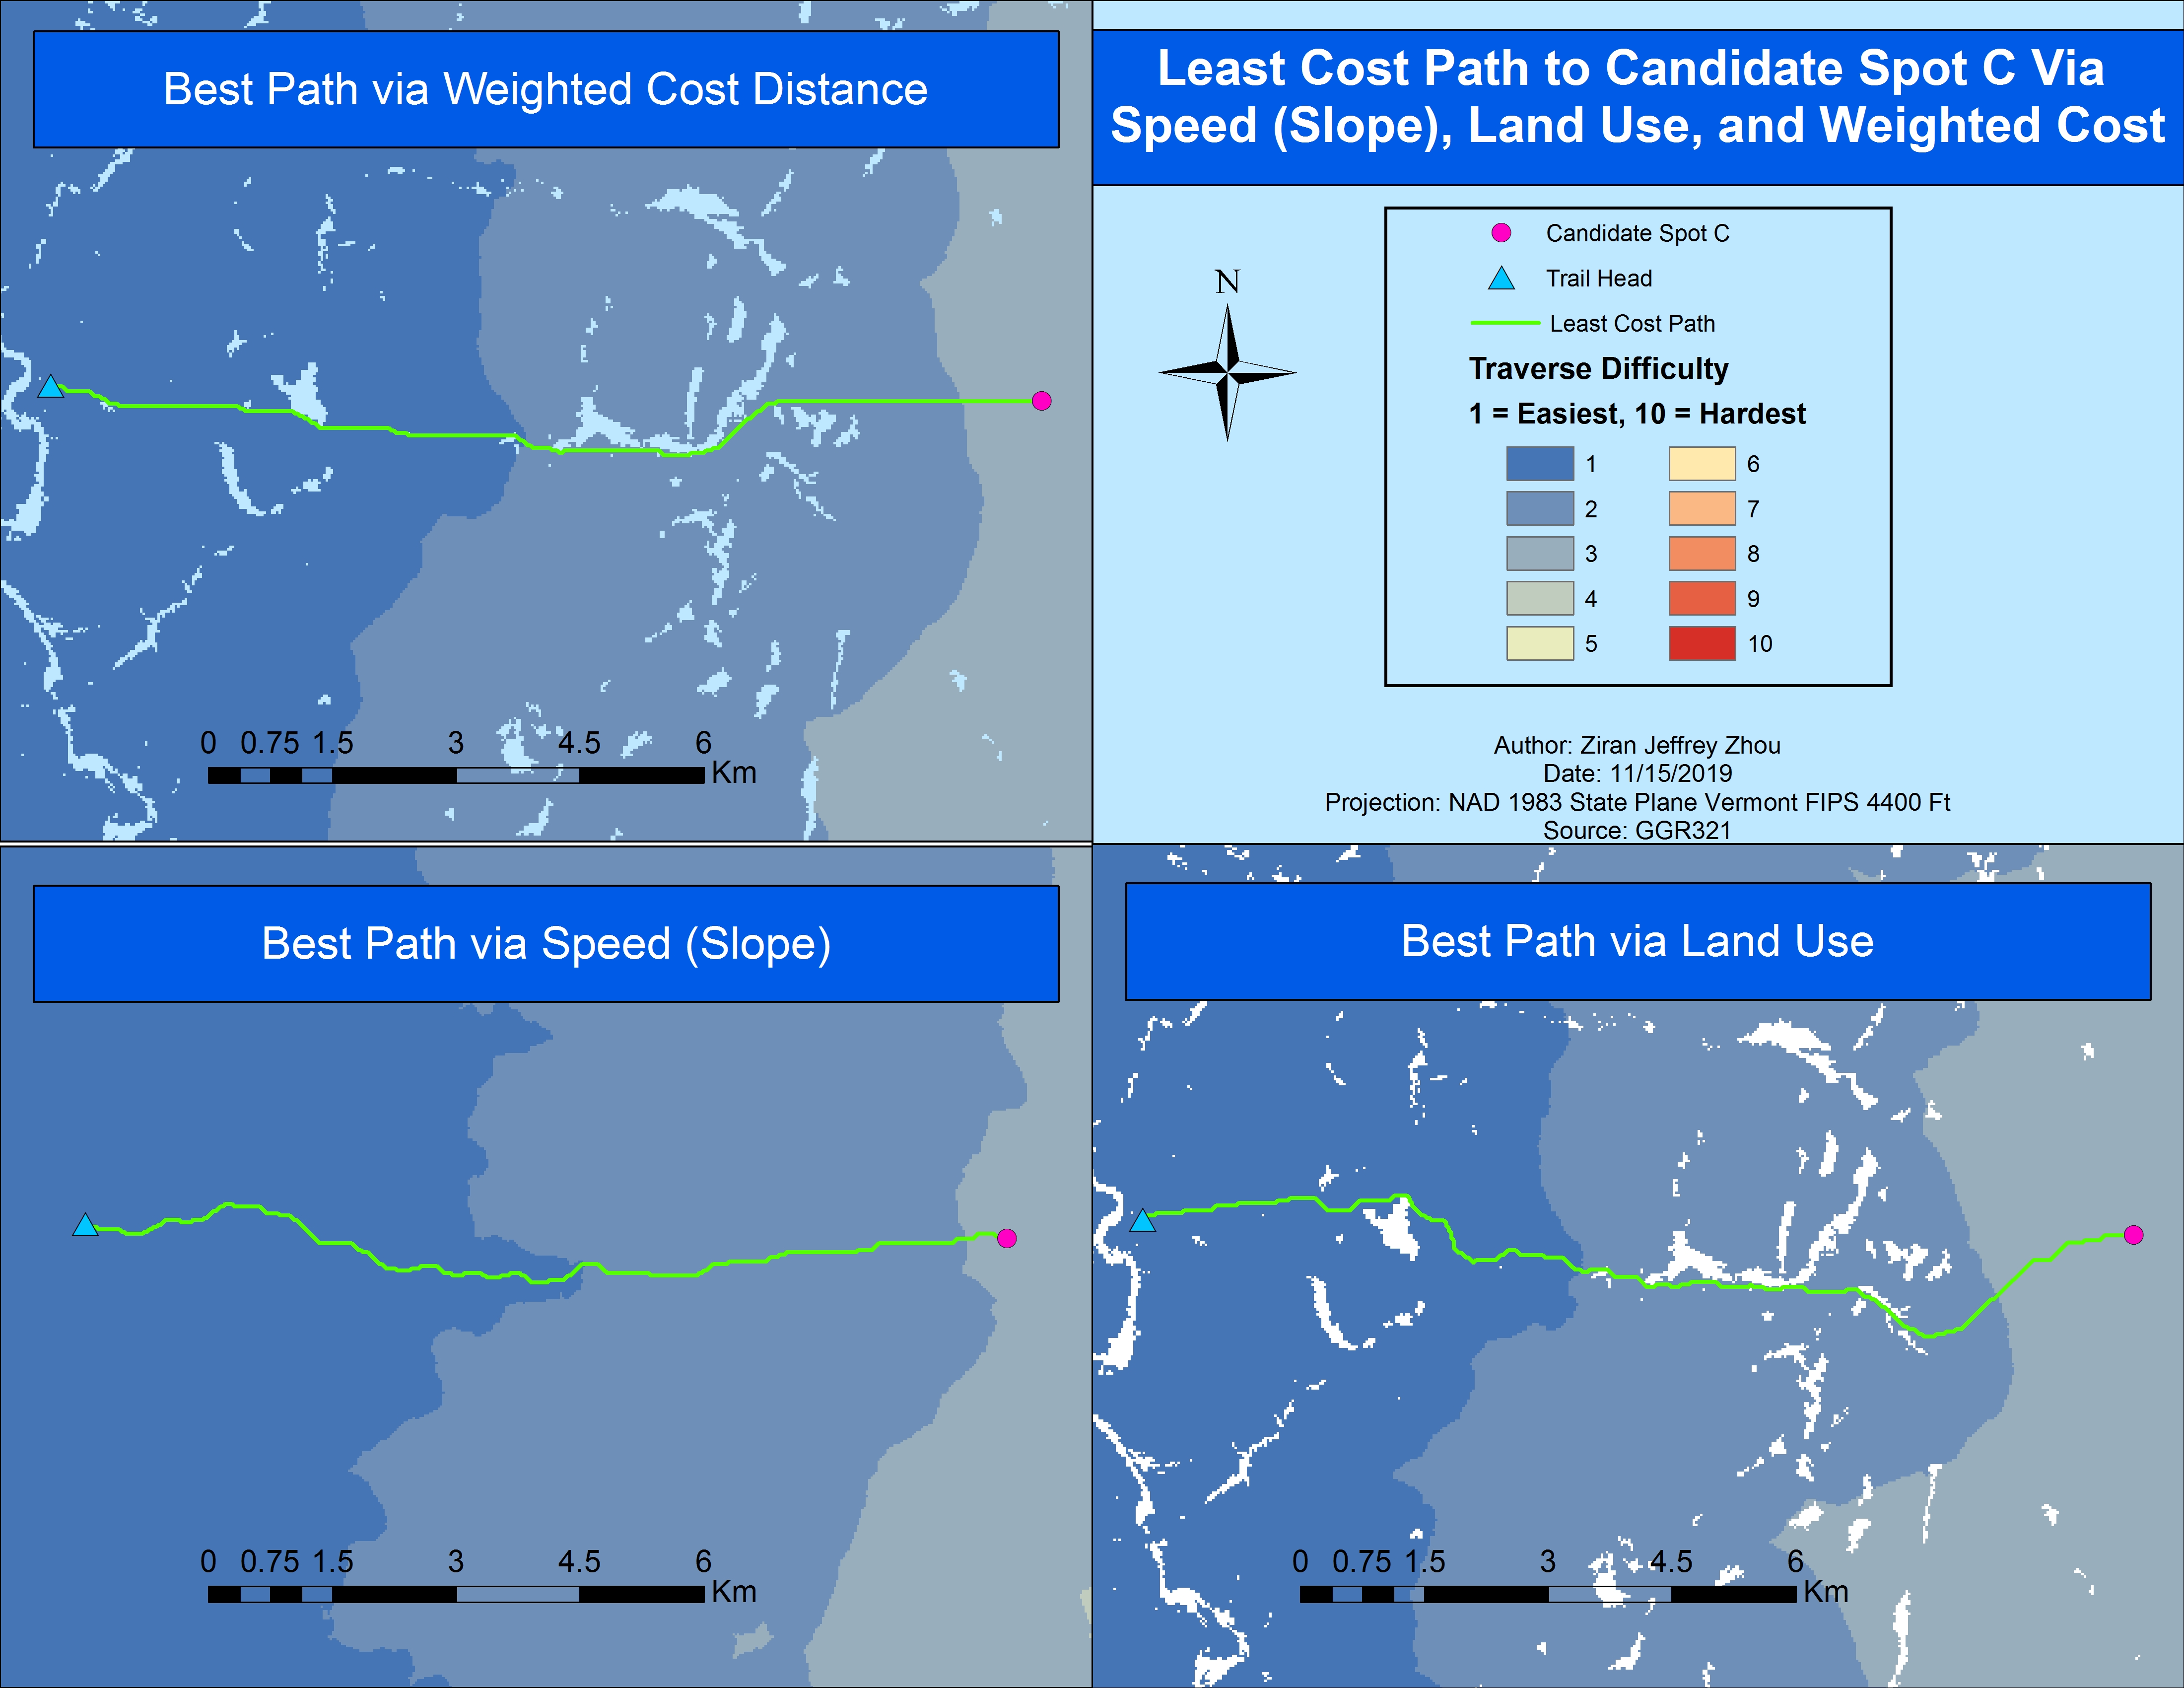 Best Path via Weighted Cost Distance
0 0.75 1.5 3 4.5 6
Km
Least Cost Path to Candidate Spot C Via
Speed (Slope), Land Use, and Weighted Cost
N
Candidate Spot C
Trail Head
Least Cost Path
Traverse Difficulty
1 = Easiest, 10 = Hardest
1 6
2 7
3 8
4 9
5 10
Author: Ziran Jeffrey Zhou
Date: 11/15/2019
Projection: NAD 1983 State Plane Vermont FIPS 4400 Ft
Source: GGR321
Best Path via Speed (Slope)
0 0.75 1.5 3 4.5 6
Km
Best Path via Land Use
0 0.75 1.5 3 4.5 6
Km